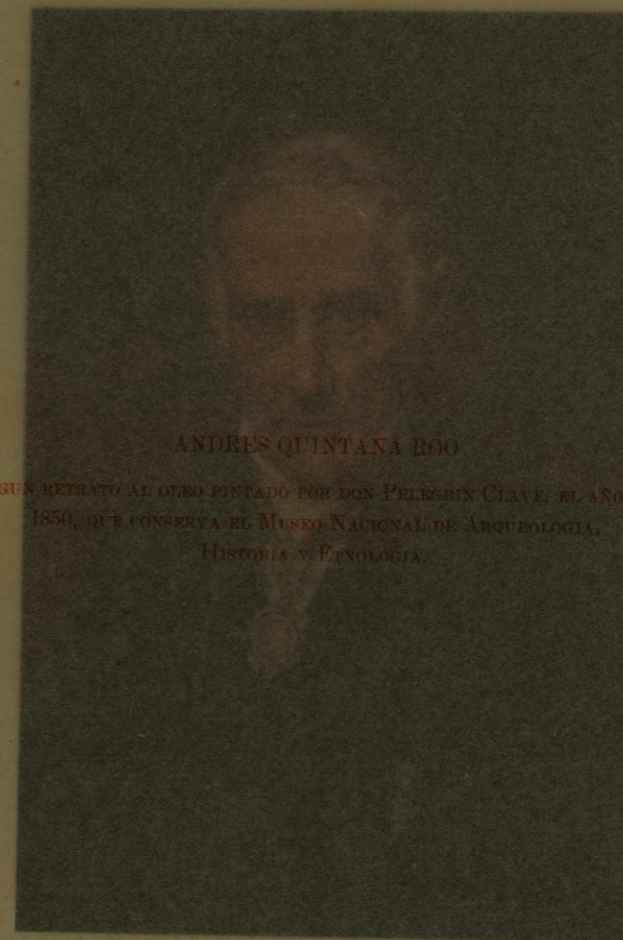 ANDRES QUINTANA ROO
GUN RETRATO AL OLEO PINTADO POR DON PELEGRIN CLAVE, EL AÑO
1850, QUE CONSERVA EL MUSEO NACIONAL DE ARQUEOLOGIA,
HISTORIA Y ETNOLOGIA.